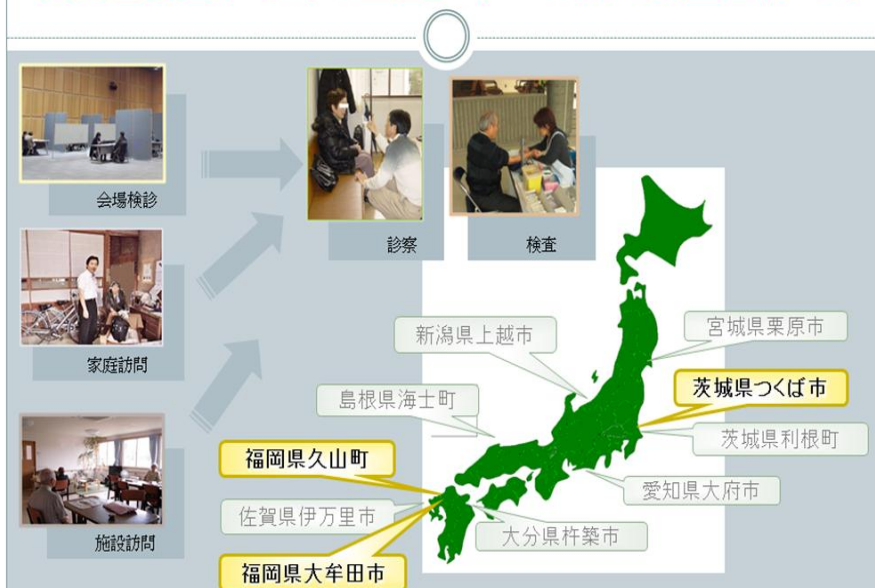 会場検診
診察
検査
家庭訪問
施設訪問
新潟県上越市
宮城県栗原市
島根県海士町
茨城県つくば市
福岡県久山町
茨城県利根町
佐賀県伊万里市
愛知県大府市
大分県杵築市
福岡県大牟田市